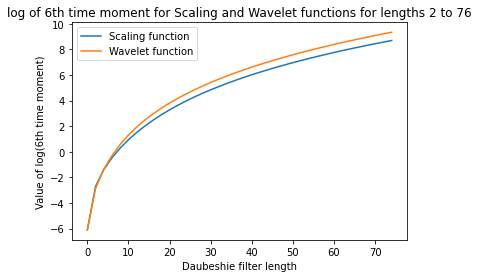 log of 6th time moment for Scaling and Wavelet functions for lengths 2 to 76
Scaling function
Wavelet function
Value of log(6th time moment)
10
8
6
4
2
0
−2
−4
−6
0 10 20 30 40 50 60 70
Daubeshie filter length